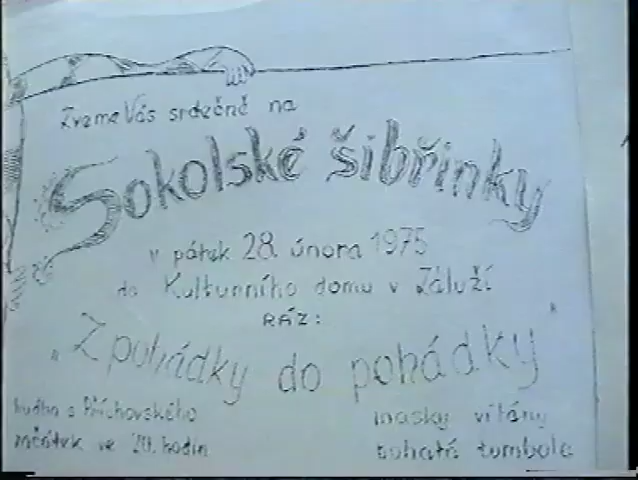 Zveme Vás srdečně na
Sokolské šibřinky
v pátek 28. února 1975
do Kulturního domu v Záluží
RÁZ:
"Z pohádky do pohádky"
hudba s Příchovského
začátek ve 20. hodin
masky vítány
bohatá tombola